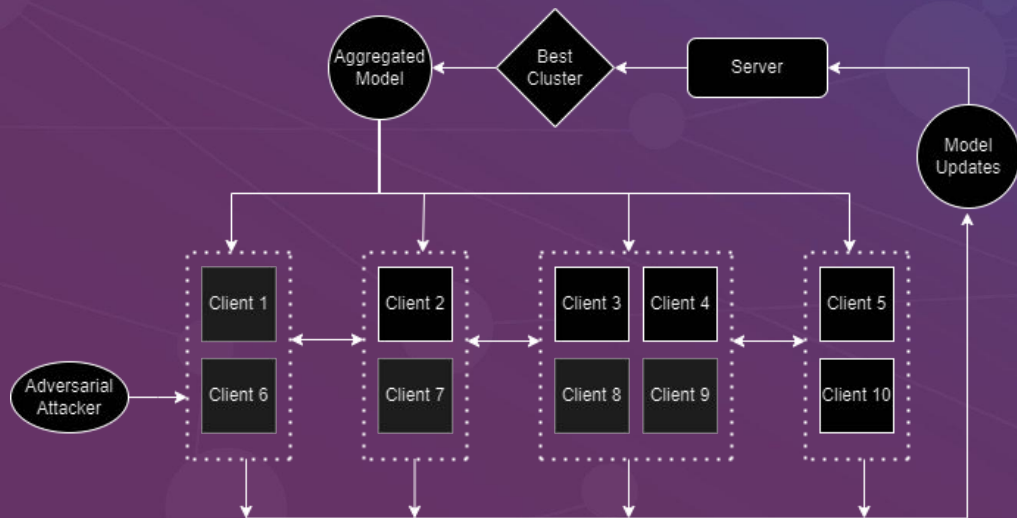 Aggregated
Model
Best
Cluster
Server
Model
Updates
Client 1
Client 2
Client 3
Client 4
Client 5
Adversarial
Attacker
Client 6
Client 7
Client 8
Client 9
Client 10